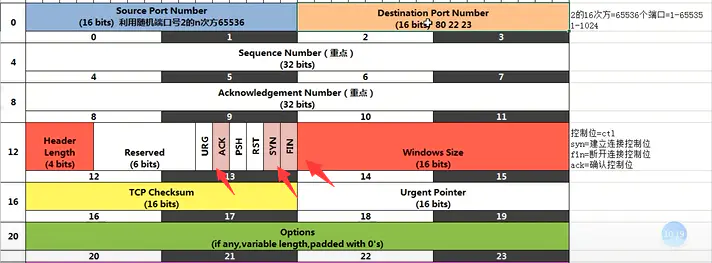 Source Port Number
(16 bits) 利用随机端口号2的n次方65536
Destination Port Number
(16 bits) 80 22 23
2的16次方=65536个端口=1-65535
1-1024
0
0
1
2
3
Sequence Number ( 重点 )
(32 bits)
4
4
5
6
7
Acknowledgement Number ( 重点 )
(32 bits)
8
8
9
10
11
Header
Length
(4 bits)
Reserved
(6 bits)
URG
ACK
PSH
RST
SYN
FIN
Windows Size
(16 bits)
控制位=ctl
syn=建立连接控制位
fin=断开连接控制位
ack=确认控制位
12
12
13
14
15
TCP Checksum
(16 bits)
Urgent Pointer
(16 bits)
16
16
17
18
19
Options
(if any,variable length,padded with 0's)
20
20
21
22
23
10:19